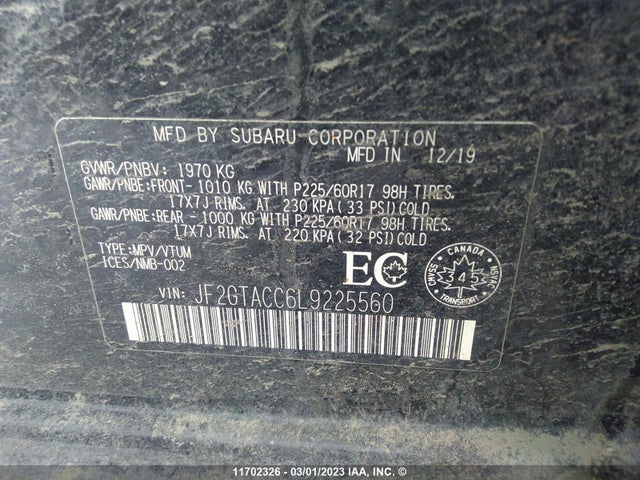 MFD BY SUBARU CORPORATION
MFD IN 12/19
GVWR/PNBV: 1970 KG
GAWR/PNBE:FRONT- 1010 KG WITH P225/60R17 98H TIRES.
17X7J RIMS. AT 230 KPA(33 PSI)COLD
GAWR/PNBE:REAR - 1000 KG WITH P225/60R17 98H TIRES.
17X7J RIMS. AT 220 KPA(32 PSI)COLD
TYPE:MPV/VTUM
ICES/NMB-002
EC
CANADA
CMVSS 345 NSVAC
TRANSPORT
VIN: JF2GTACC6L9225560
11702326 - 03/01/2023 IAA, INC. ©